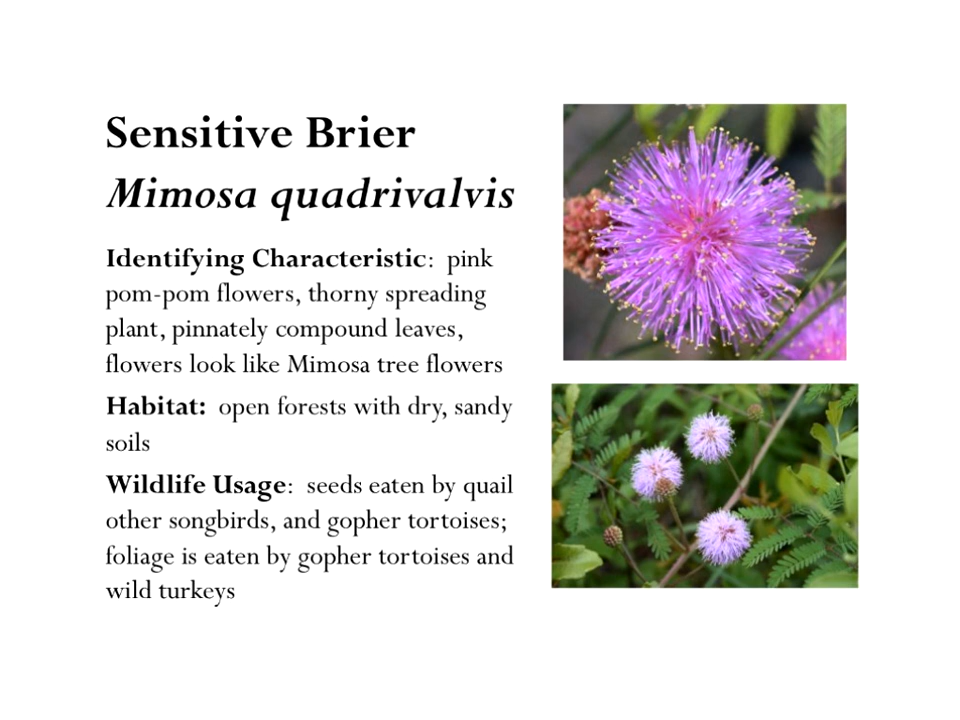 Sensitive Brier
Mimosa quadrivalvis
Identifying Characteristic:  pink
pom-pom flowers, thorny spreading
plant, pinnately compound leaves,
flowers look like Mimosa tree flowers
Habitat:  open forests with dry, sandy
soils
Wildlife Usage:  seeds eaten by quail
other songbirds, and gopher tortoises;
foliage is eaten by gopher tortoises and
wild turkeys